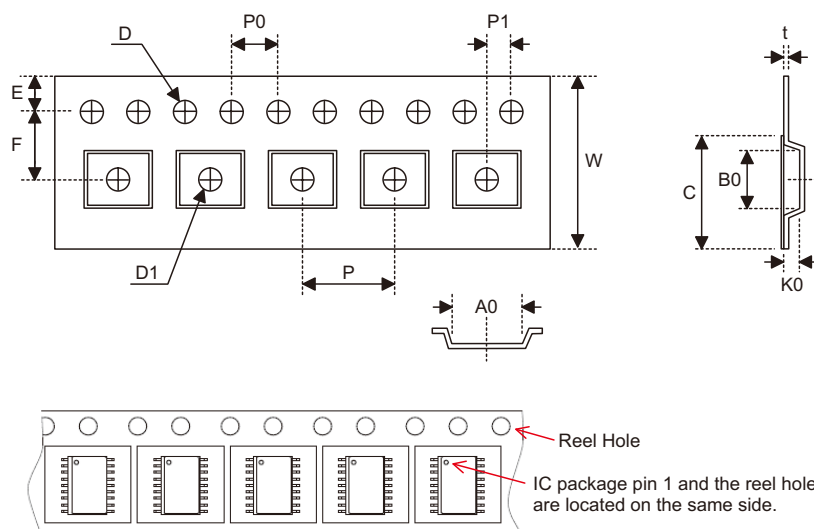 D
P0
P1
t
E
F
W
C
B0
D1
P
K0
A0
Reel Hole
IC package pin 1 and the reel hole
are located on the same side.